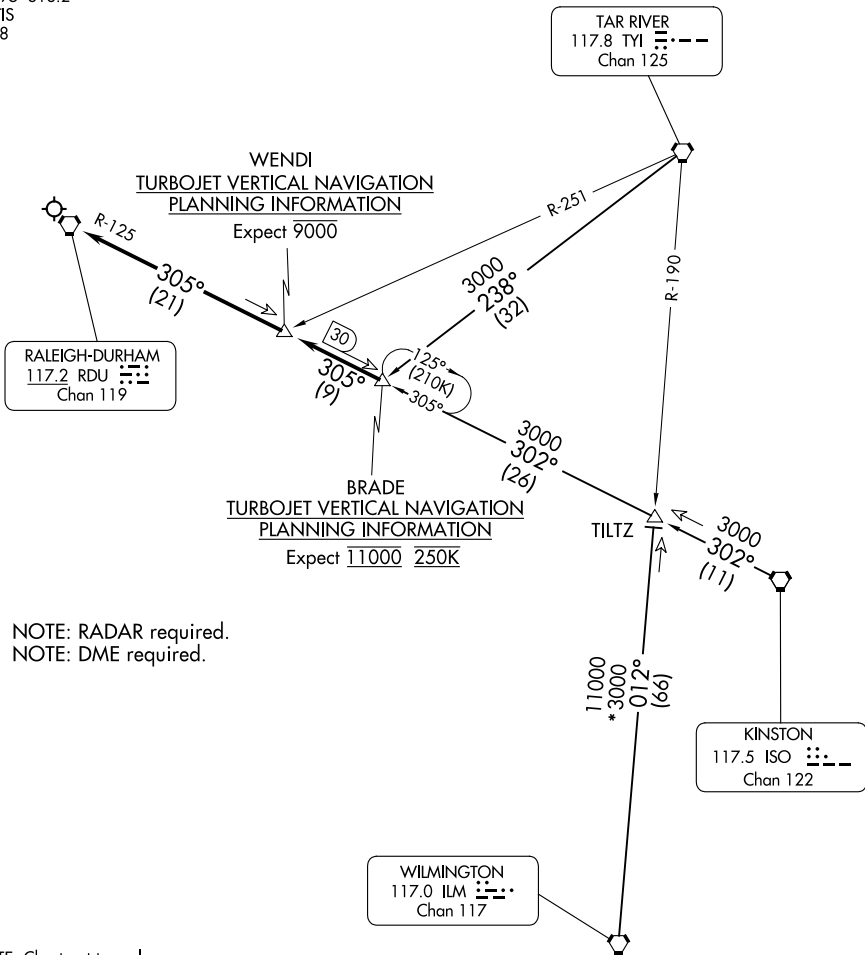 TAR RIVER
117.8 TYI
Chan 125
WENDI
TURBOJET VERTICAL NAVIGATION
PLANNING INFORMATION
Expect 9000
R-251
R-125
305°
(21)
3000
238°
(32)
R-190
RALEIGH-DURHAM
117.2 RDU
Chan 119
30
305°
(9)
125°
(210K)
305°
3000
302°
(26)
BRADE
TURBOJET VERTICAL NAVIGATION
PLANNING INFORMATION
Expect 11000 250K
TILTZ
3000
302°
(11)
NOTE: RADAR required.
NOTE: DME required.
11000
*3000
012°
(66)
KINSTON
117.5 ISO
Chan 122
WILMINGTON
117.0 ILM
Chan 117